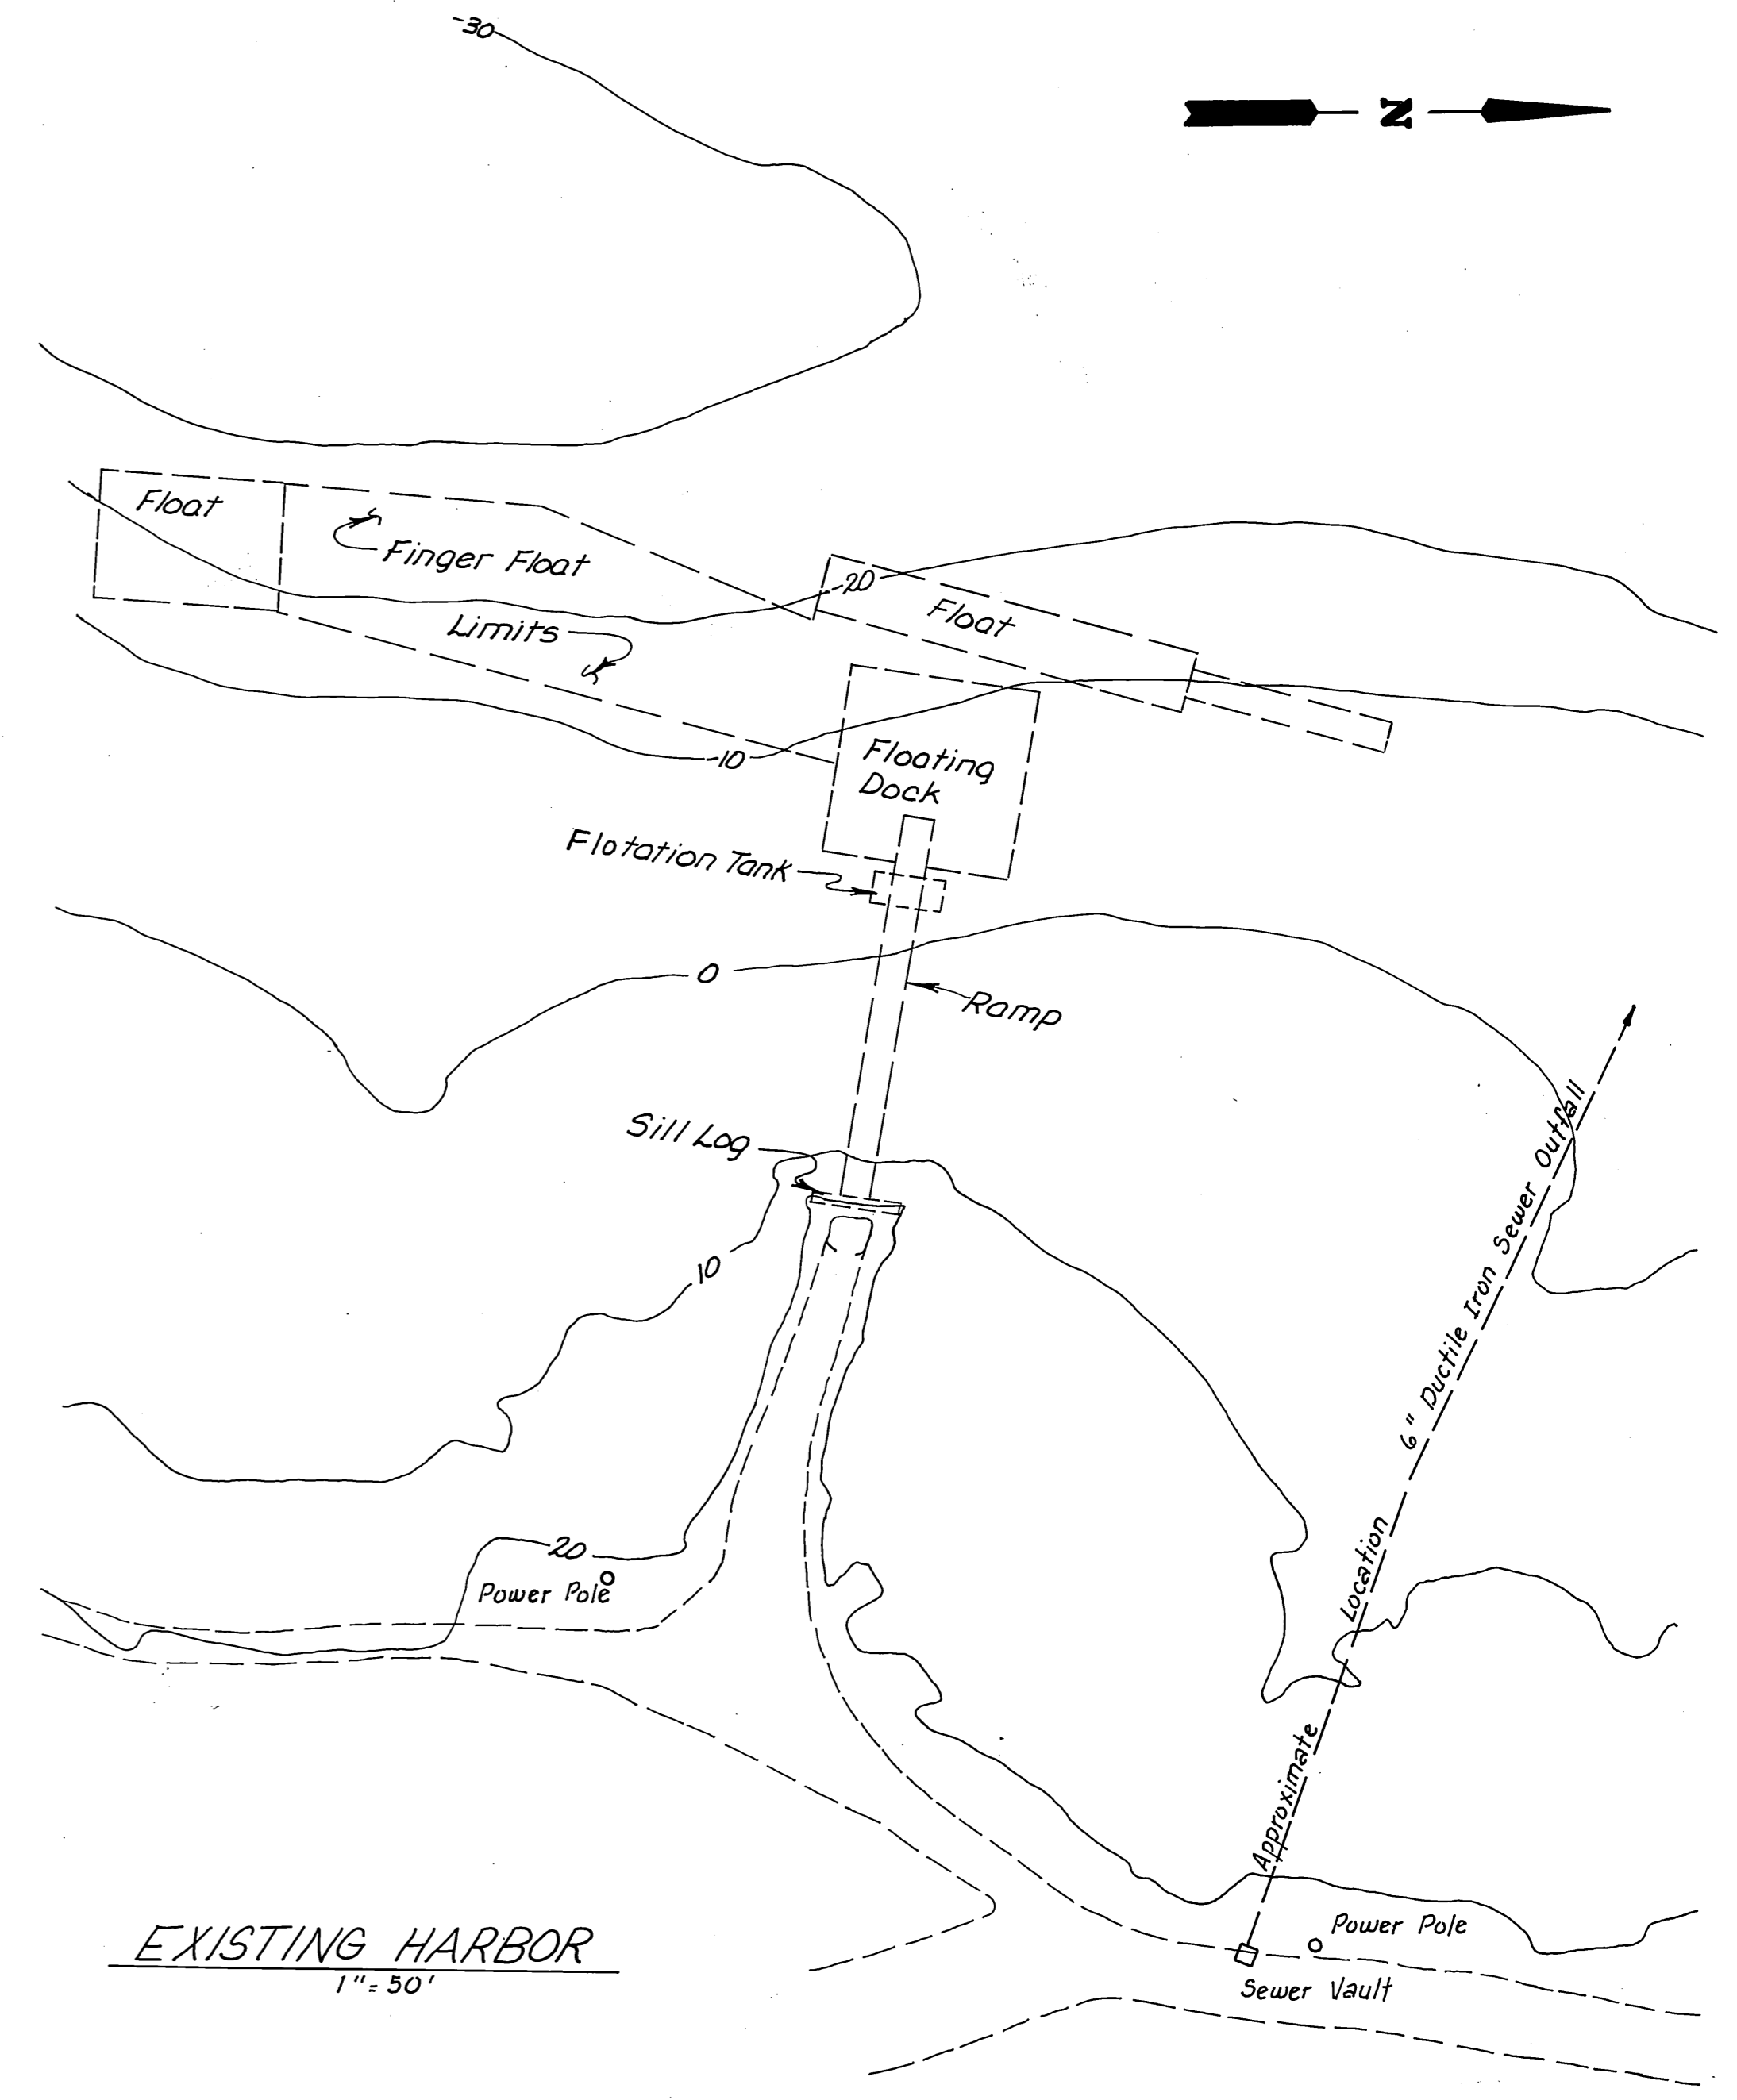 -30
N
Float
Finger Float
-20
Float
Limits
-10
Floating
Dock
Flotation Tank
0
Ramp
Sill Log
10
6" Ductile Iron Sewer Outfall
20
Power Pole
Approximate Location
Power Pole
Sewer Vault
EXISTING HARBOR
1"=50'